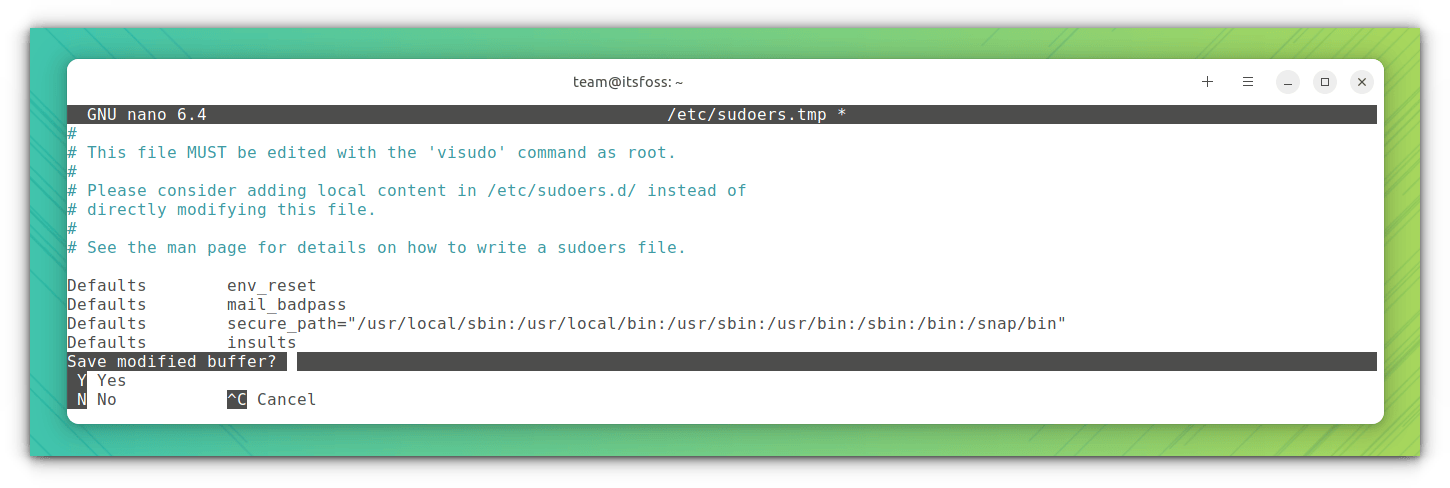 team@itsfoss: ~
GNU nano 6.4 /etc/sudoers.tmp *
#
# This file MUST be edited with the 'visudo' command as root.
#
# Please consider adding local content in /etc/sudoers.d/ instead of
# directly modifying this file.
#
# See the man page for details on how to write a sudoers file.
Defaults env_reset
Defaults mail_badpass
Defaults secure_path="/usr/local/sbin:/usr/local/bin:/usr/sbin:/usr/bin:/sbin:/bin:/snap/bin"
Defaults insults
Save modified buffer?
Y Yes
N No ^C Cancel